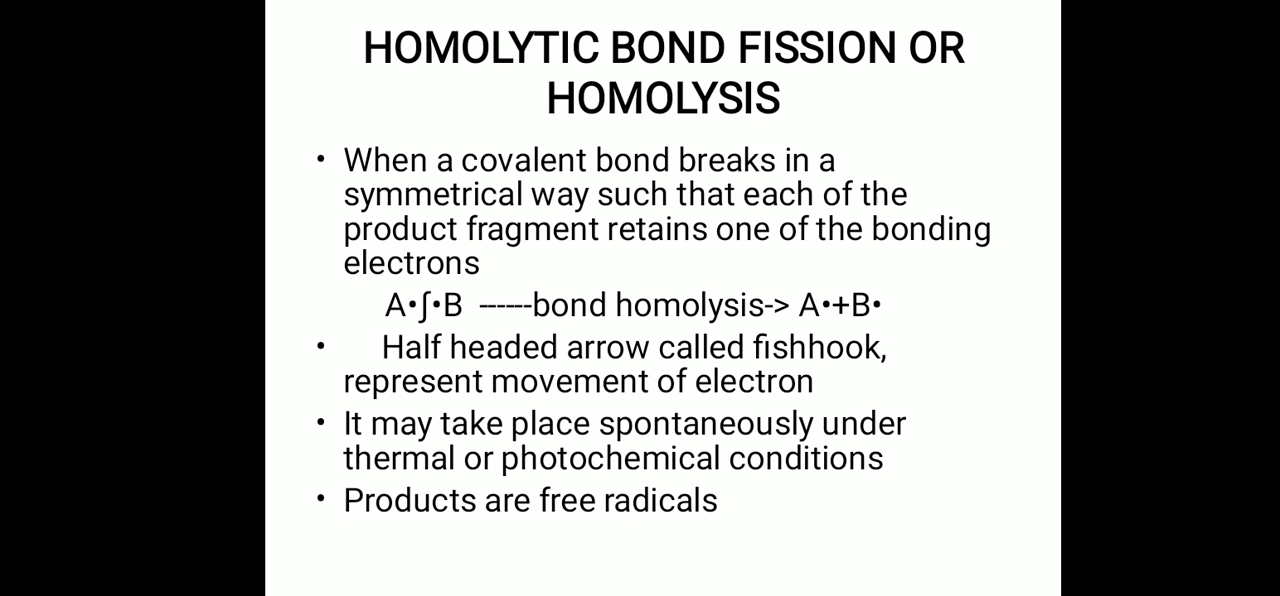 HOMOLYTIC BOND FISSION OR
HOMOLYSIS
• When a covalent bond breaks in a
symmetrical way such that each of the
product fragment retains one of the bonding
electrons
A•ʃ•B ------bond homolysis-> A•+B•
• Half headed arrow called fishhook,
represent movement of electron
• It may take place spontaneously under
thermal or photochemical conditions
• Products are free radicals